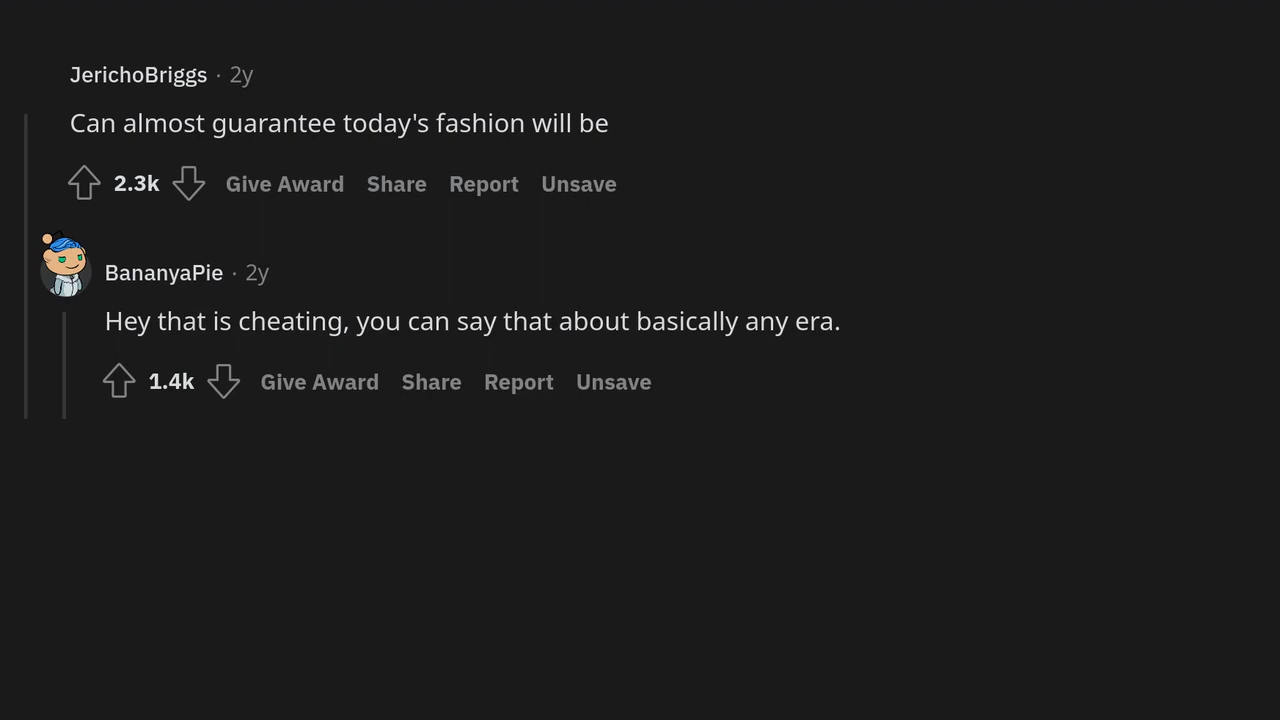 JerichoBriggs · 2y
Can almost guarantee today's fashion will be
2.3k Give Award Share Report Unsave
BananyaPie · 2y
Hey that is cheating, you can say that about basically any era.
1.4k Give Award Share Report Unsave